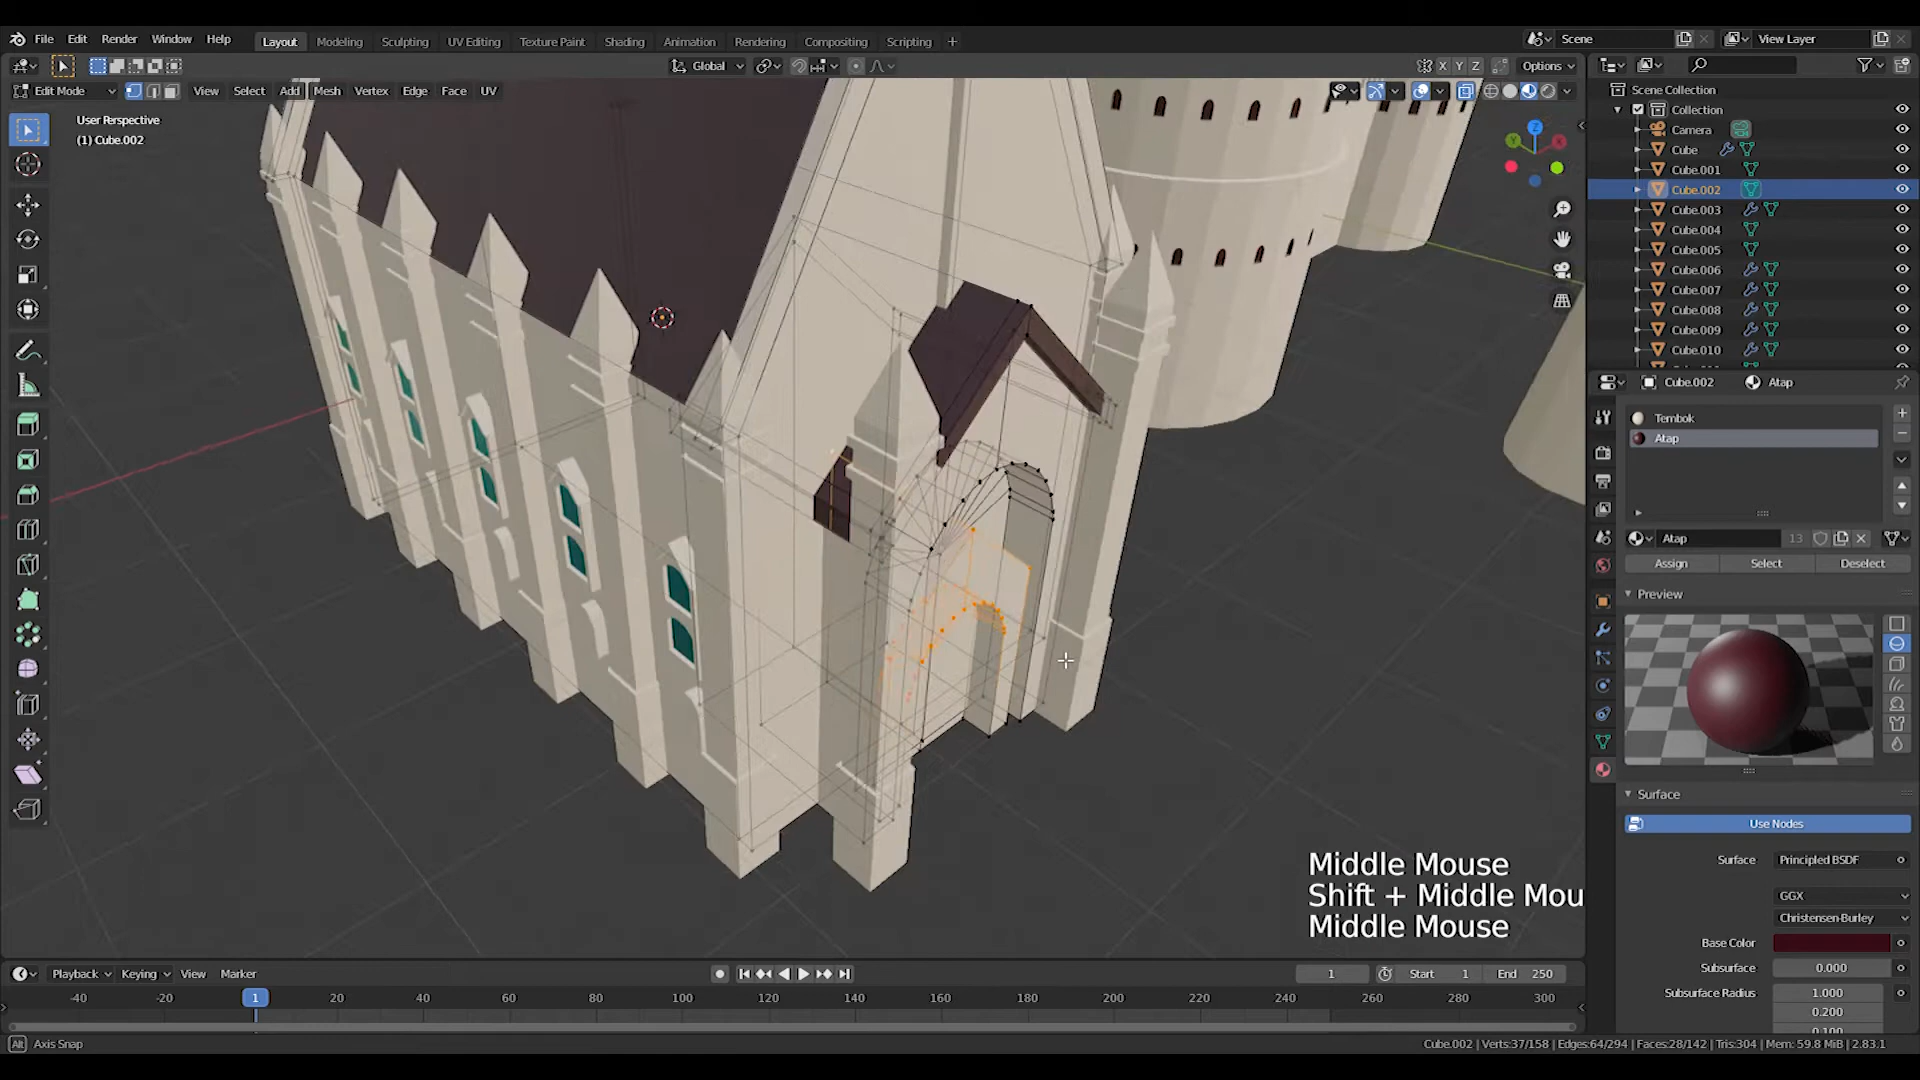 File Edit Render Window Help Layout Modeling Sculpting UV Editing Texture Paint Shading Animation Rendering Compositing Scripting + Scene View Layer
Global X Y Z Options
Edit Mode View Select Add Mesh Vertex Edge Face UV
User Perspective
(1) Cube.002
Scene Collection
Collection
Camera
Cube
Cube.001
Cube.002
Cube.003
Cube.004
Cube.005
Cube.006
Cube.007
Cube.008
Cube.009
Cube.010
Cube.002 Atap
Tembok
Atap
Atap 13
Assign Select Deselect
Preview
Surface
Use Nodes
Surface Principled BSDF
GGX
Christensen-Burley
Base Color
Subsurface 0.000
Subsurface Radius 1.000
0.200
0.100
Middle Mouse
Shift + Middle Mou
Middle Mouse
Playback Keying View Marker 1 Start 1 End 250
-40 -20 1 20 40 60 80 100 120 140 160 180 200 220 240 260 280 300
Alt Axis Snap Cube.002 | Verts:37/158 | Edges:64/294 | Faces:28/142 | Tris:304 | Mem: 59.8 MiB | 2.83.1